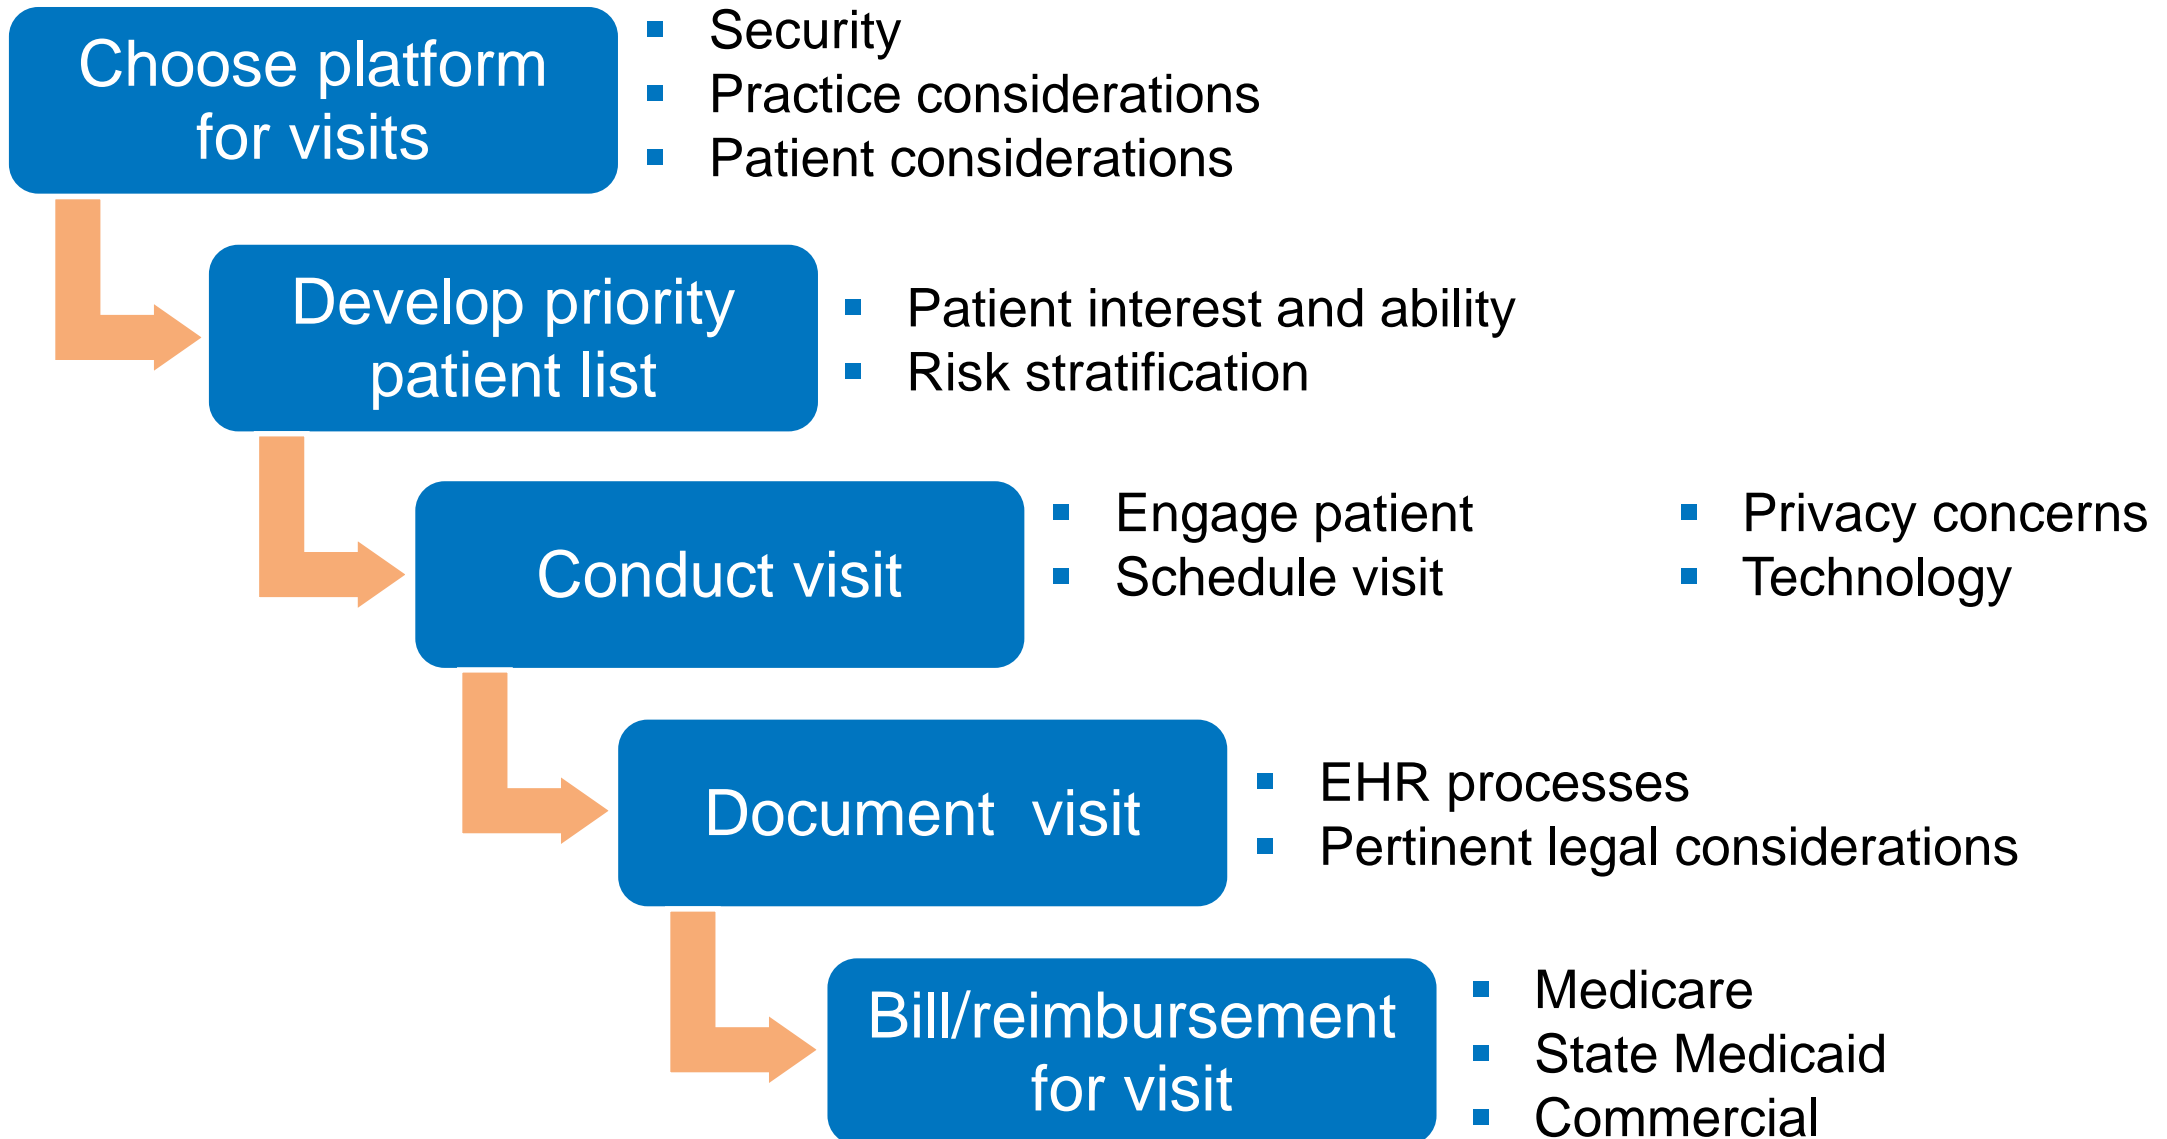 Choose platform
for visits
Security
Practice considerations
Patient considerations
Develop priority
patient list
Patient interest and ability
Risk stratification
Conduct visit
Engage patient
Schedule visit
Privacy concerns
Technology
Document  visit
EHR processes
Pertinent legal considerations
Bill/reimbursement
for visit
Medicare
State Medicaid
Commercial